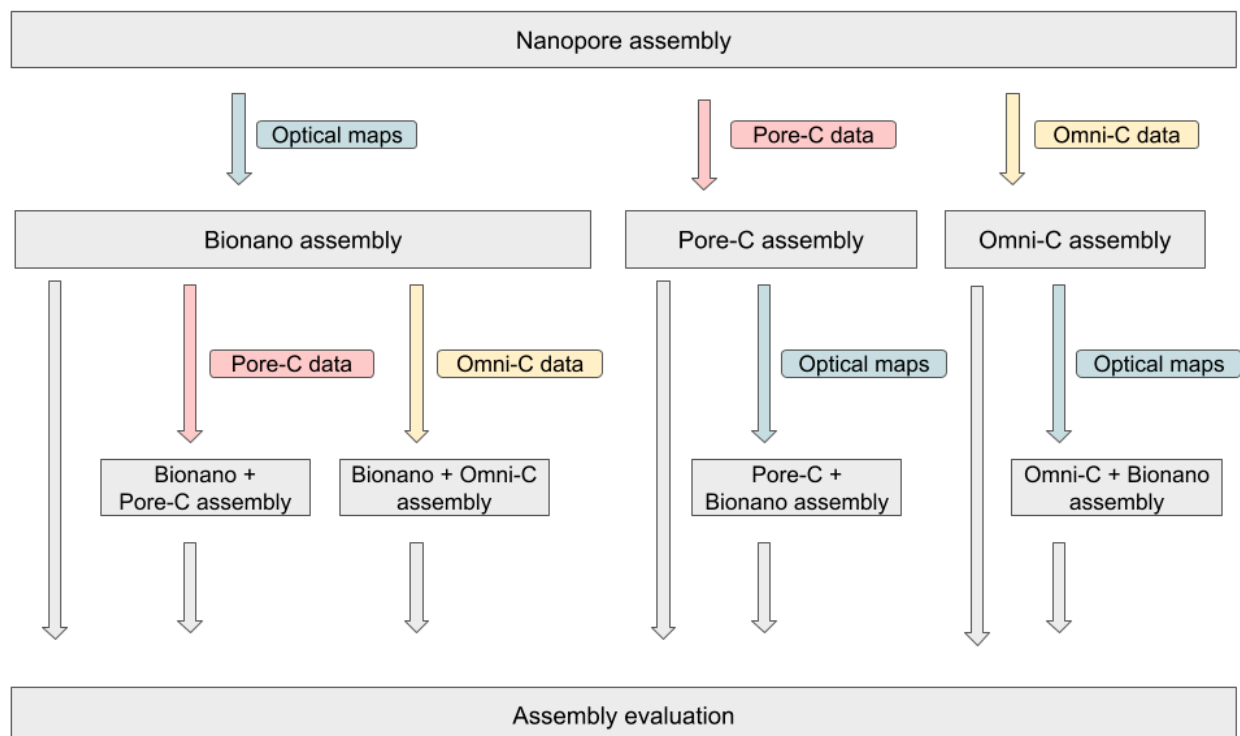 Nanopore assembly
Optical maps
Pore-C data
Omni-C data
Bionano assembly
Pore-C assembly
Omni-C assembly
Pore-C data
Omni-C data
Optical maps
Optical maps
Bionano +
Pore-C assembly
Bionano + Omni-C
assembly
Pore-C +
Bionano assembly
Omni-C + Bionano
assembly
Assembly evaluation